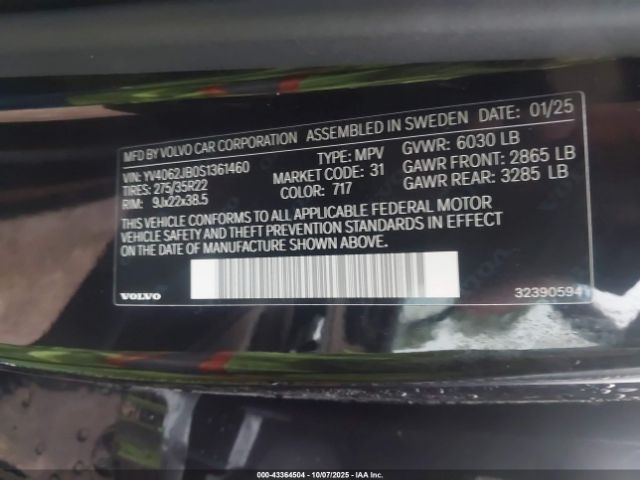 MFD BY VOLVO CAR CORPORATION ASSEMBLED IN SWEDEN DATE: 01/25
VIN: YV4062JB0S1361460 TYPE: MPV GVWR: 6030 LB
TIRES: 275/35R22 MARKET CODE: 31 GAWR FRONT: 2865 LB
RIM: 9Jx22x38.5 COLOR: 717 GAWR REAR: 3285 LB
THIS VEHICLE CONFORMS TO ALL APPLICABLE FEDERAL MOTOR
VEHICLE SAFETY AND THEFT PREVENTION STANDARDS IN EFFECT
ON THE DATE OF MANUFACTURE SHOWN ABOVE.
VOLVO 32390594
000-43364504 - 10/07/2025 - IAA Inc.